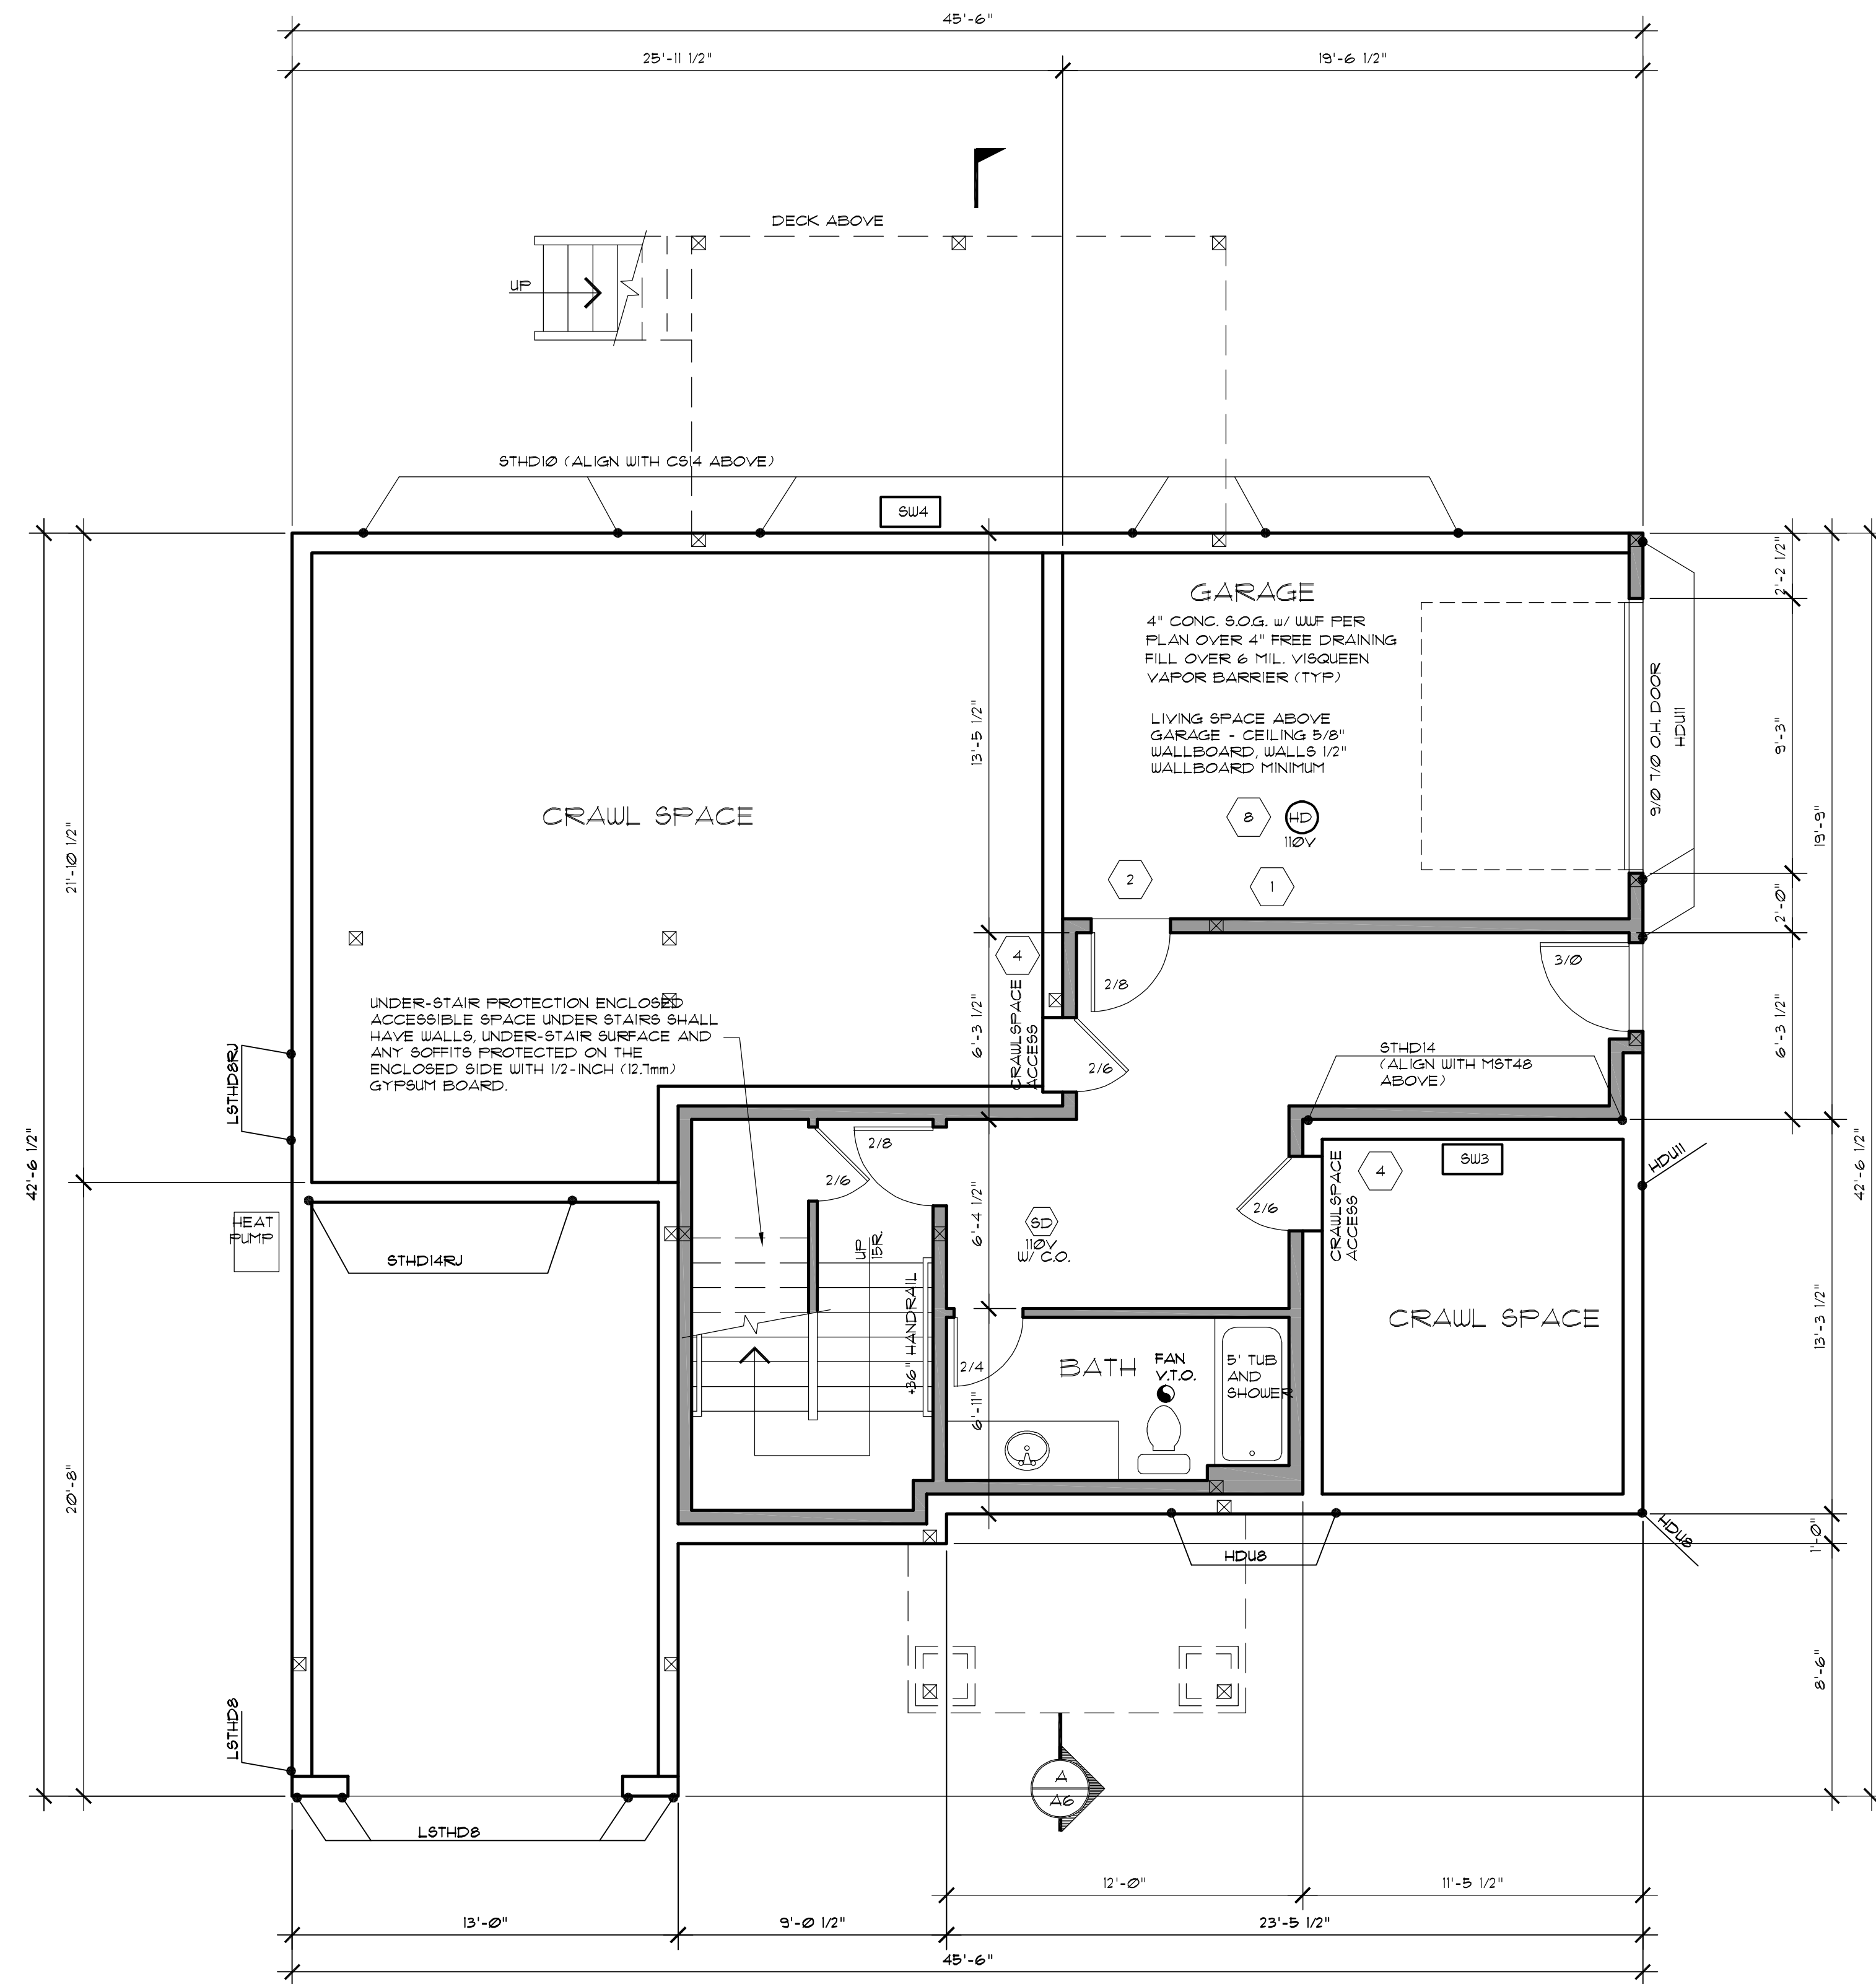 45'-6"
25'-11 1/2"
19'-6 1/2"
DECK ABOVE
UP
STHD10 (ALIGN WITH CS14 ABOVE)
SW4
2'-2 1/2"
GARAGE
4" CONC. S.O.G. w/ WWF PER
PLAN OVER 4" FREE DRAINING
FILL OVER 6 MIL. VISQUEEN
VAPOR BARRIER (TYP)
LIVING SPACE ABOVE
GARAGE - CEILING 5/8"
WALLBOARD, WALLS 1/2"
WALLBOARD MINIMUM
9/0 7/0 O.H. DOOR
HDU11
13'-5 1/2"
9'-3"
CRAWL SPACE
8
HD
110V
19'-9"
21'-10 1/2"
2
1
2'-0"
4
3/0
2/8
CRAWLSPACE
ACCESS
UNDER-STAIR PROTECTION ENCLOSED
ACCESSIBLE SPACE UNDER STAIRS SHALL
HAVE WALLS, UNDER-STAIR SURFACE AND
ANY SOFFITS PROTECTED ON THE
ENCLOSED SIDE WITH 1/2-INCH (12.7mm)
GYPSUM BOARD.
6'-3 1/2"
6'-3 1/2"
2/6
STHD14
(ALIGN WITH MST48
ABOVE)
LSTHD8RJ
42'-6 1/2"
42'-6 1/2"
2/8
2/6
SW3
4
HDU11
CRAWLSPACE
ACCESS
2/6
6'-4 1/2"
SD
110V
W/ C.O.
HEAT
PUMP
STHD14RJ
UP
15R.
+36" HANDRAIL
CRAWL SPACE
13'-3 1/2"
BATH
FAN
V.T.O.
5' TUB
AND
SHOWER
2/4
6'-11"
20'-8"
HDU8
HDU8
1'-0"
8'-6"
LSTHD8
A
A6
LSTHD8
12'-0"
11'-5 1/2"
13'-0"
9'-0 1/2"
23'-5 1/2"
45'-6"